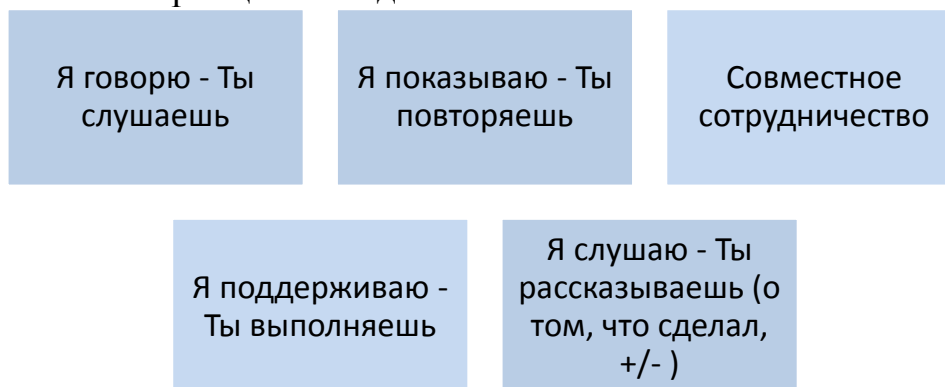 Я говорю - Ты
слушаешь
Я показываю - Ты
повторяешь
Совместное
сотрудничество
Я поддерживаю -
Ты выполняешь
Я слушаю - Ты
рассказываешь (о
том, что сделал,
+/- )